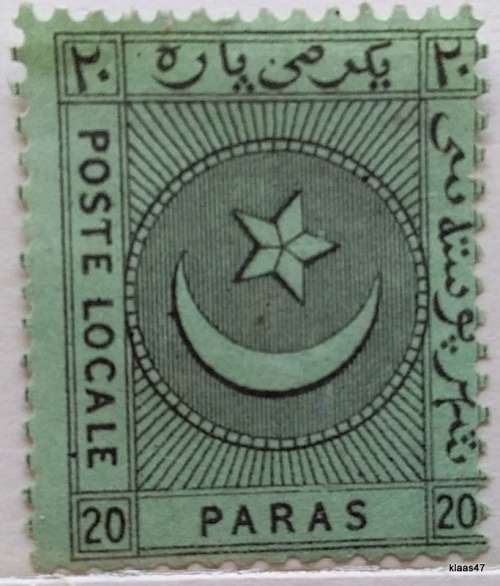 ٢٠ يكرمى پاره ٢٠
POSTE LOCALE
شهر پوسته سى
20 PARAS 20
klaas47